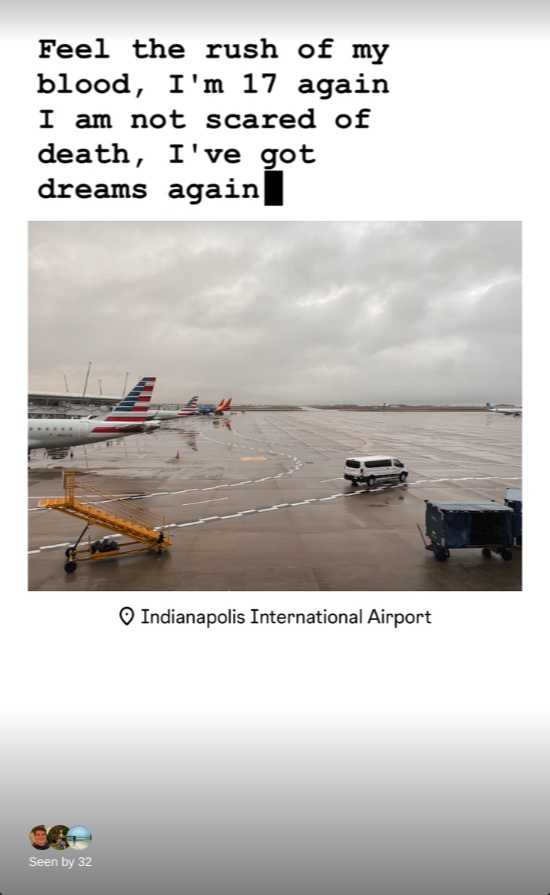 Feel the rush of my
blood, I'm 17 again
I am not scared of
death, I've got
dreams again
Indianapolis International Airport
Seen by 32